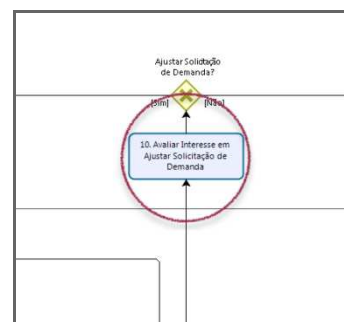 Ajustar Solicitação
de Demanda?
[Sim] [Não]
10. Avaliar Interesse em
Ajustar Solicitação de
Demanda